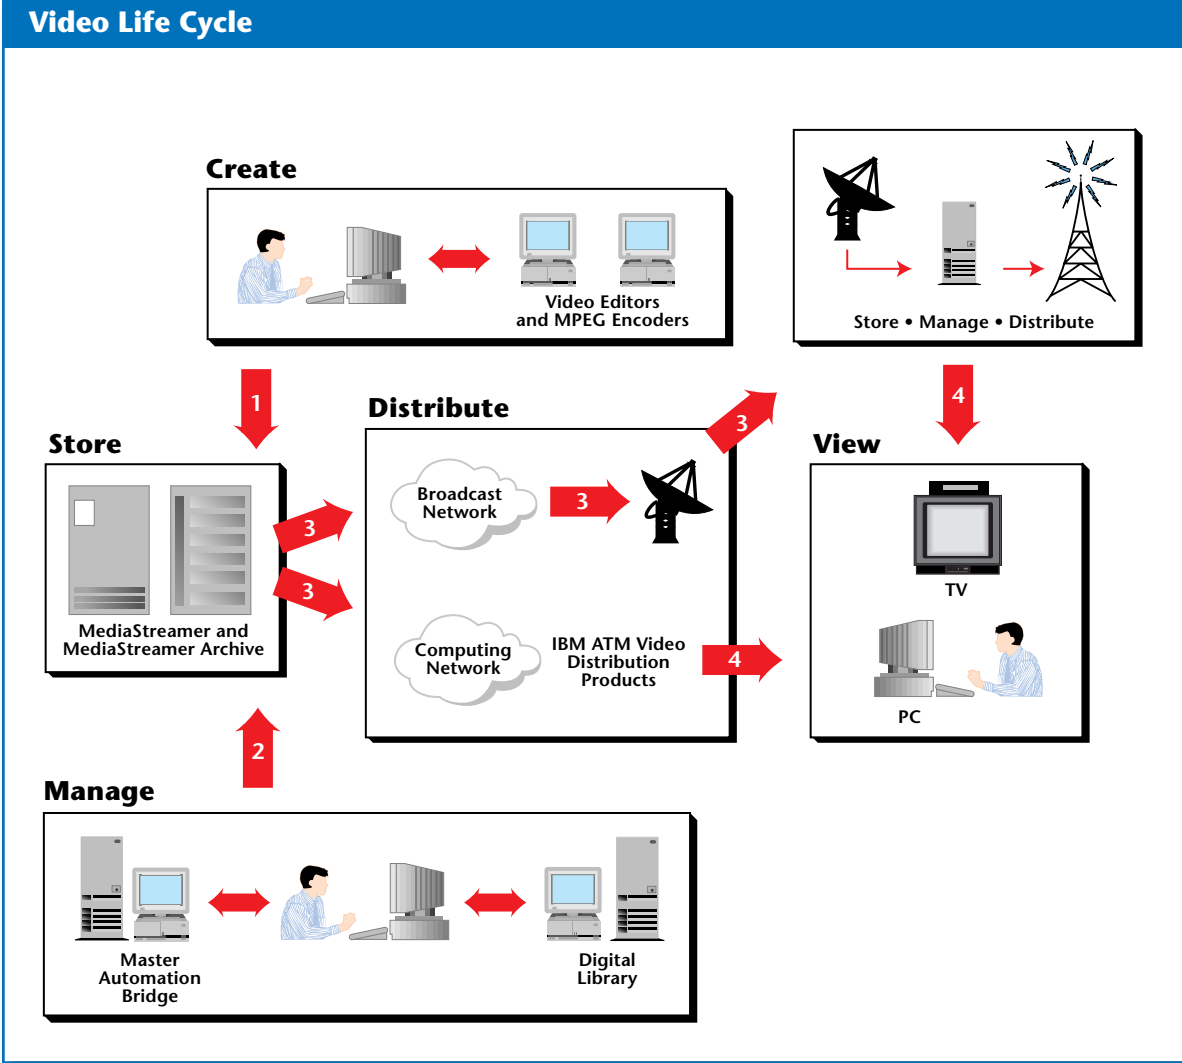 Video Life Cycle
Create
Video Editors
and MPEG Encoders
Store • Manage • Distribute
1
4
Store
MediaStreamer and
MediaStreamer Archive
3
3
Distribute
Broadcast
Network
3
3
Computing
Network
IBM ATM Video
Distribution
Products
4
View
TV
PC
2
Manage
Master
Automation
Bridge
Digital
Library